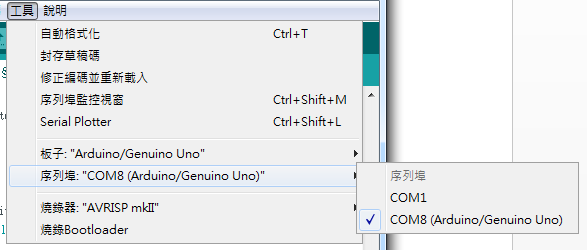 工具 說明
自動格式化 Ctrl+T
封存草稿碼
修正編碼並重新載入
序列埠監控視窗 Ctrl+Shift+M
Serial Plotter Ctrl+Shift+L
板子: "Arduino/Genuino Uno"
序列埠: "COM8 (Arduino/Genuino Uno)"
序列埠
COM1
COM8 (Arduino/Genuino Uno)
燒錄器: "AVRISP mkII"
燒錄Bootloader